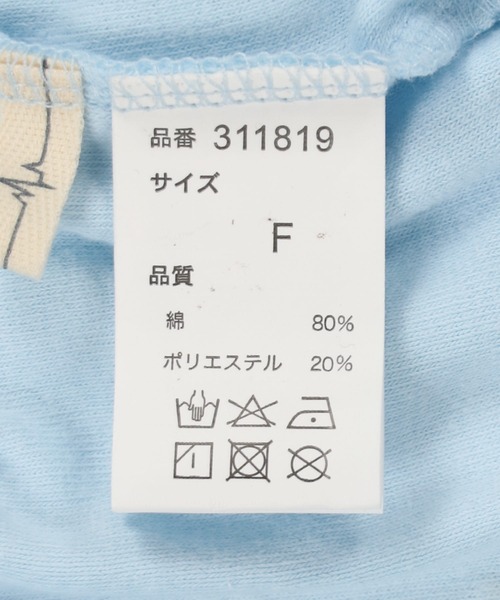 品番 311819
サイズ
F
品質
綿 80%
ポリエステル 20%